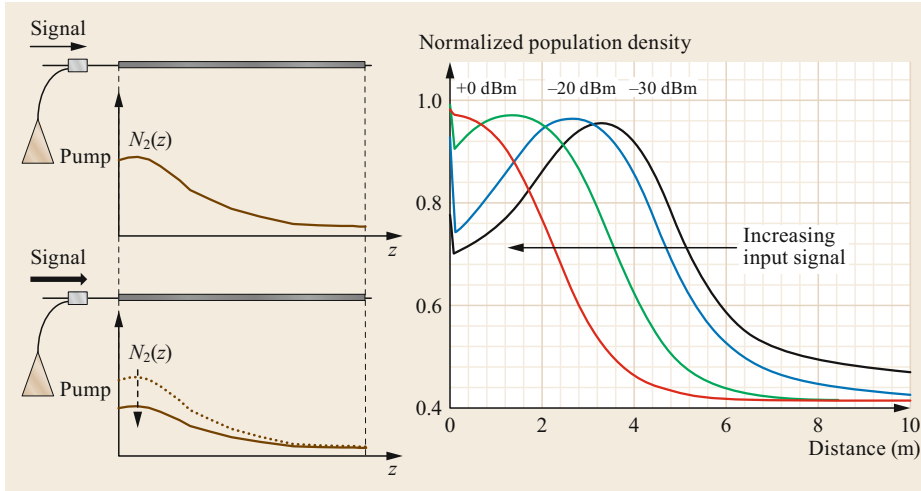 Signal
N₂(z)
Pump
z
Signal
N₂(z)
Pump
z
Normalized population density
+0 dBm
–20 dBm
–30 dBm
1.0
0.8
0.6
0.4
Increasing
input signal
0
2
4
6
8
10
Distance (m)